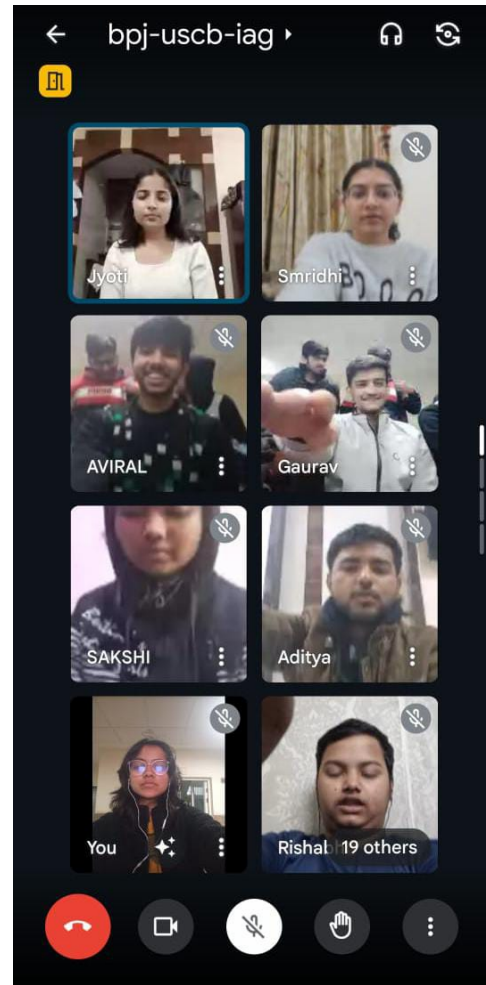 bpj-uscb-iag
Jyoti
Smridhi
AVIRAL
Gaurav
SAKSHI
Aditya
You
Rishab
19 others